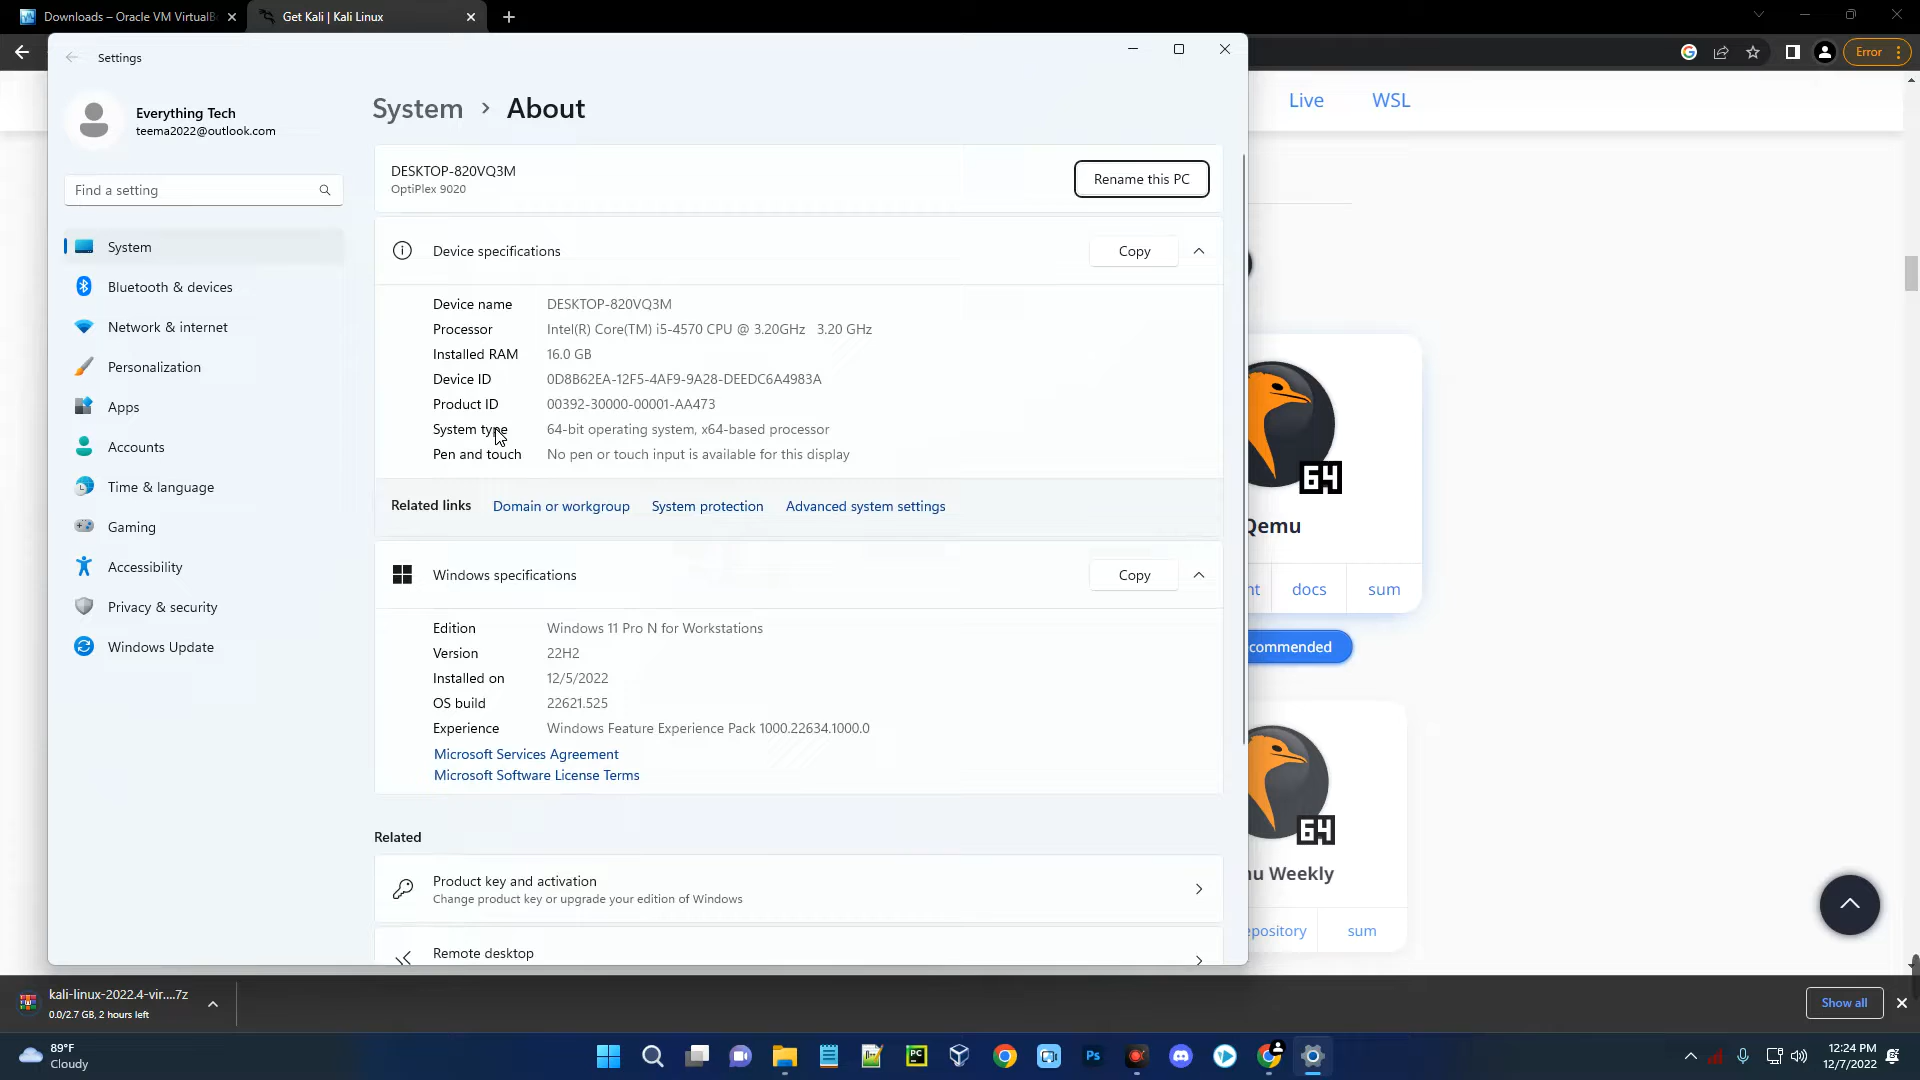 Downloads – Oracle VM VirtualB
Get Kali | Kali Linux
Error
Settings
Live
WSL
Everything Tech
teema2022@outlook.com
System > About
DESKTOP-820VQ3M
OptiPlex 9020
Rename this PC
Find a setting
System
Bluetooth & devices
Network & internet
Personalization
Apps
Accounts
Time & language
Gaming
Accessibility
Privacy & security
Windows Update
Device specifications
Copy
Device name DESKTOP-820VQ3M
Processor Intel(R) Core(TM) i5-4570 CPU @ 3.20GHz 3.20 GHz
Installed RAM 16.0 GB
Device ID 0D8B62EA-12F5-4AF9-9A28-DEEDC6A4983A
Product ID 00392-30000-00001-AA473
System type 64-bit operating system, x64-based processor
Pen and touch No pen or touch input is available for this display
Related links Domain or workgroup System protection Advanced system settings
Windows specifications
Copy
Edition Windows 11 Pro N for Workstations
Version 22H2
Installed on 12/5/2022
OS build 22621.525
Experience Windows Feature Experience Pack 1000.22634.1000.0
Microsoft Services Agreement
Microsoft Software License Terms
Related
Product key and activation
Change product key or upgrade your edition of Windows
Remote desktop
64
Qemu
nt docs sum
commended
64
nu Weekly
epository sum
kali-linux-2022.4-vir....7z
0.0/2.7 GB, 2 hours left
Show all
89°F
Cloudy
PC
Ps
12:24 PM
12/7/2022